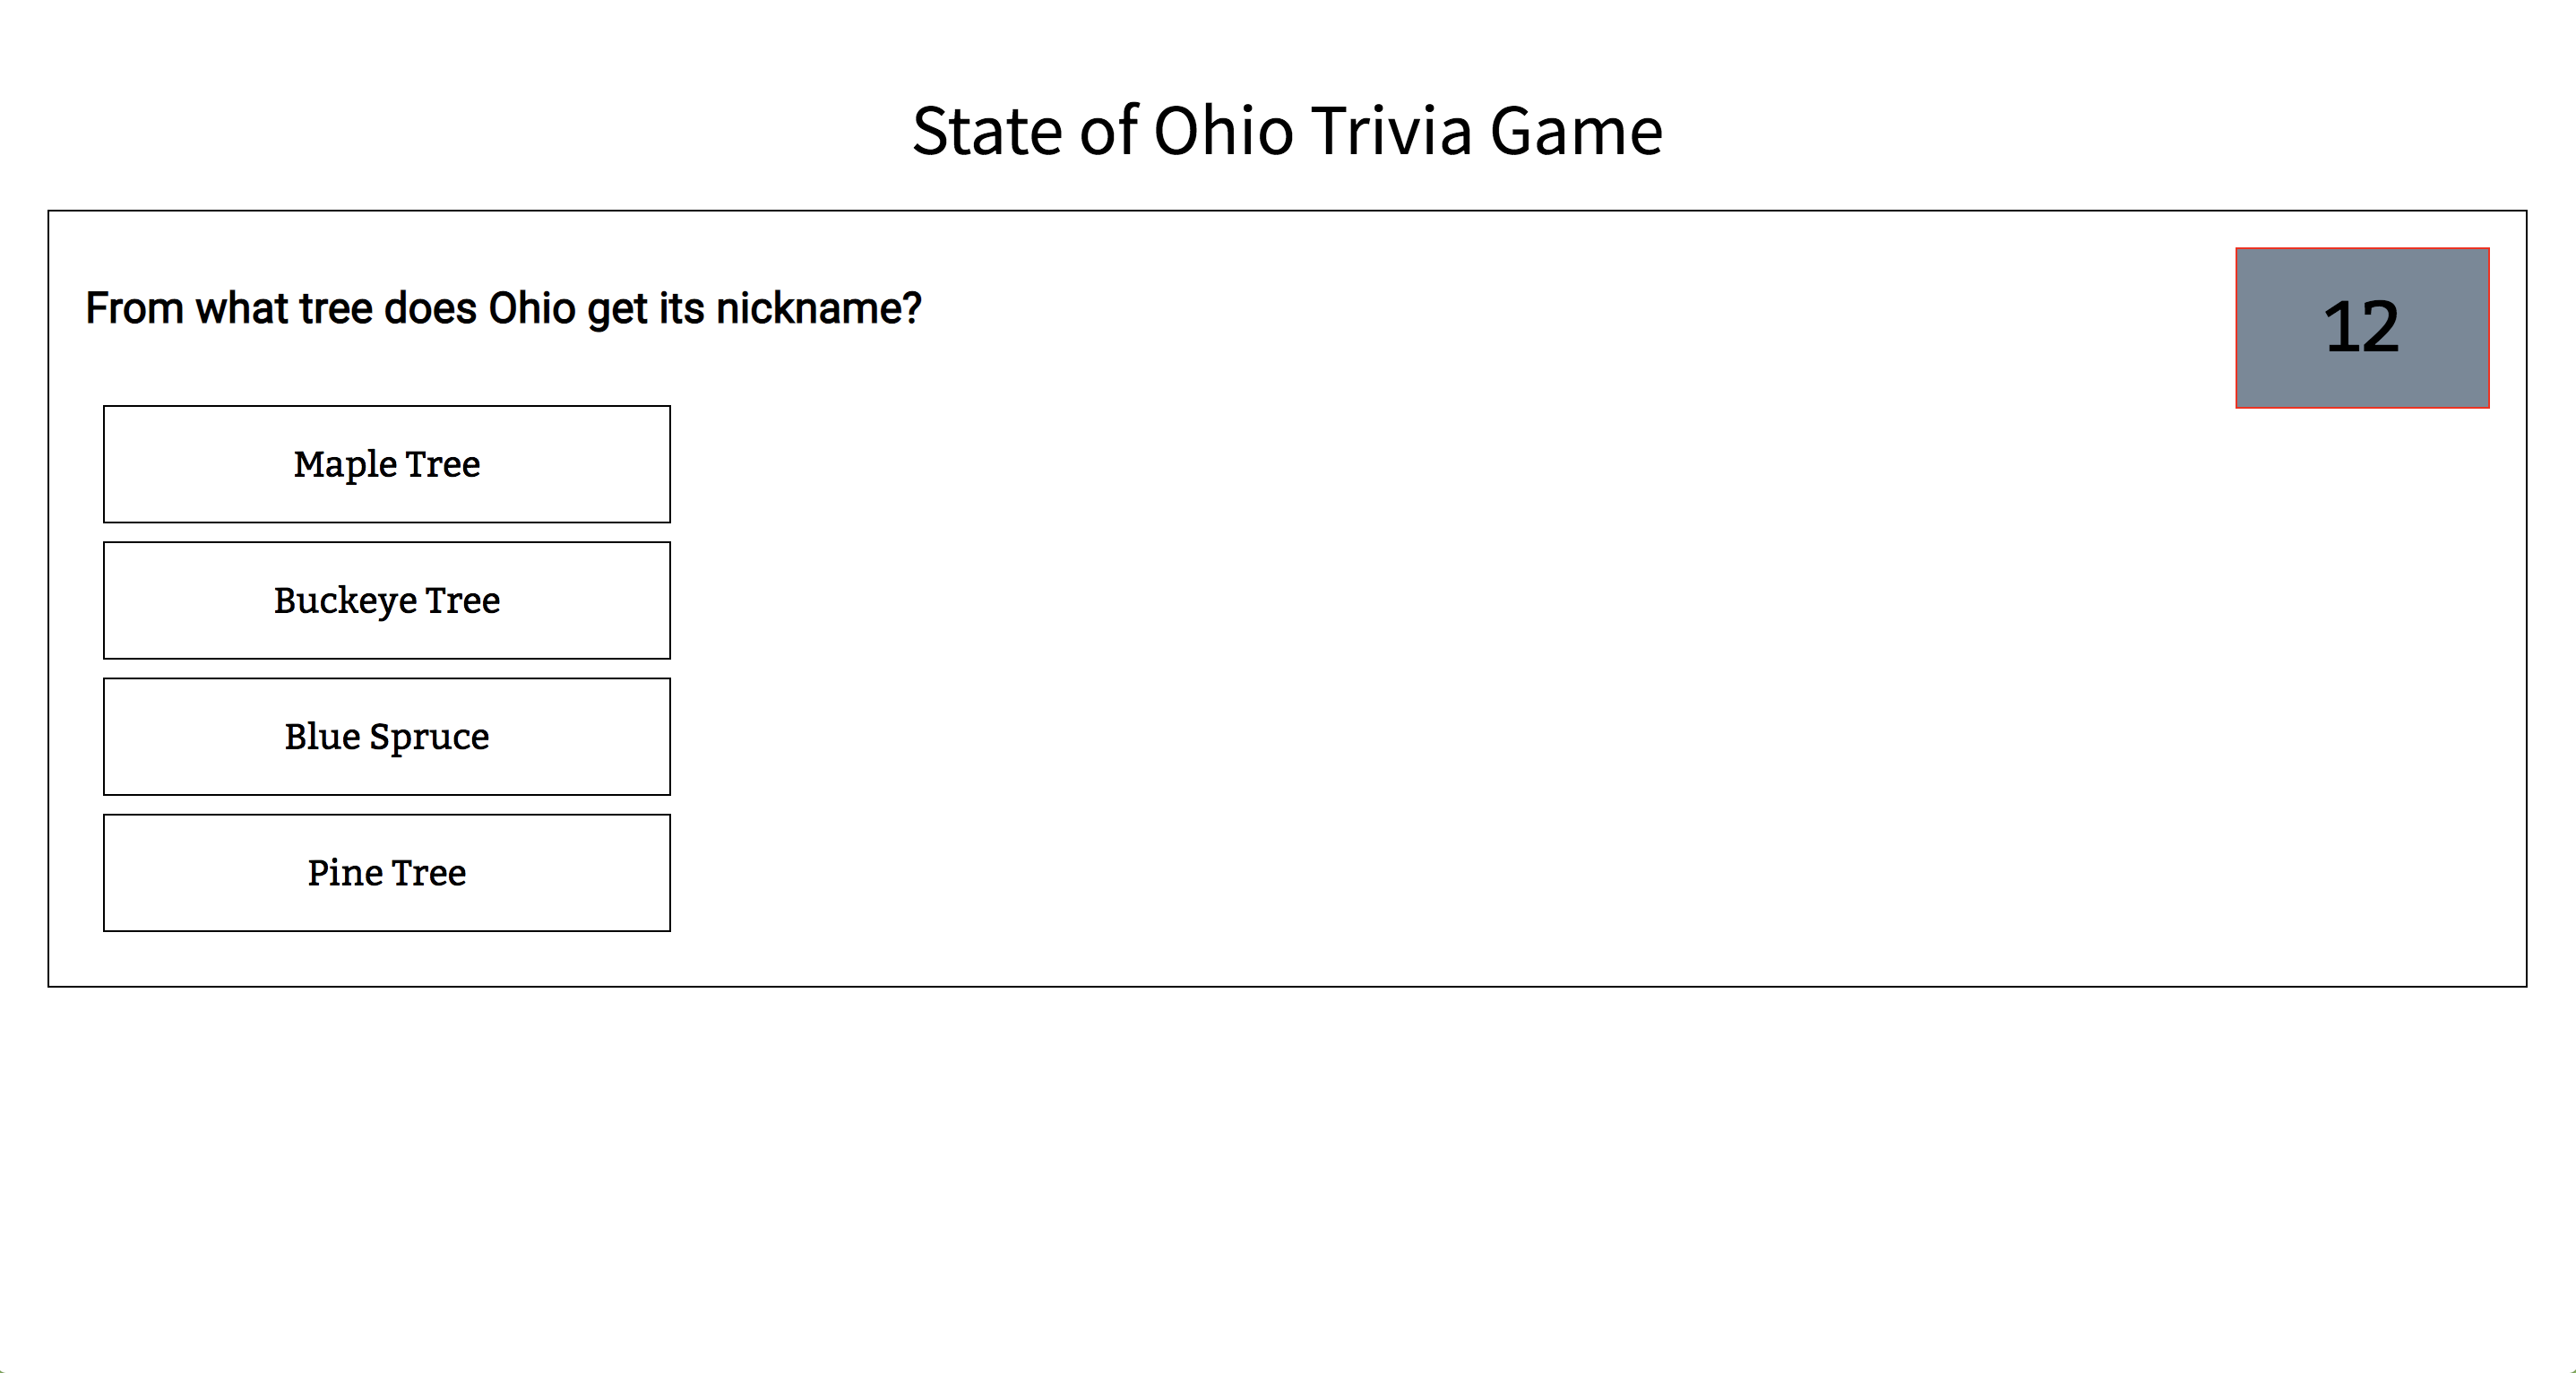 State of Ohio Trivia Game
From what tree does Ohio get its nickname?
12
Maple Tree
Buckeye Tree
Blue Spruce
Pine Tree